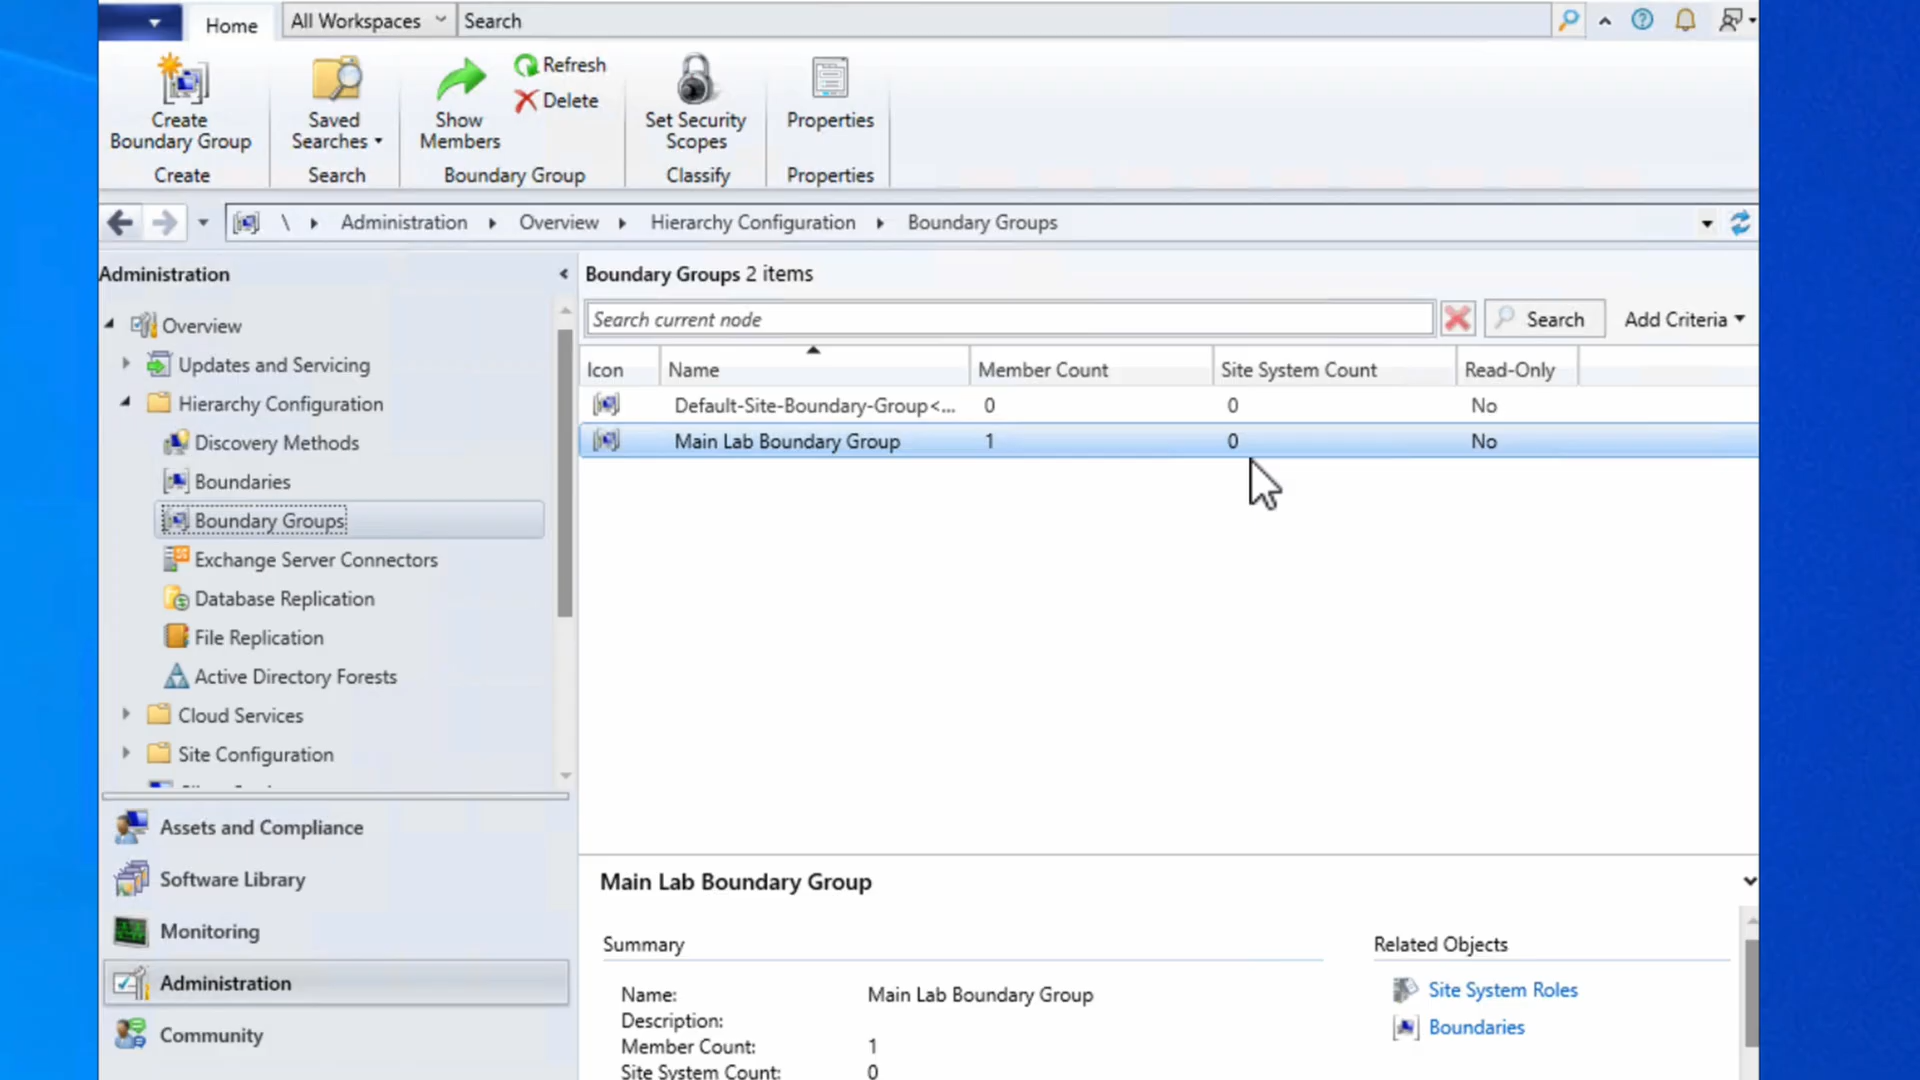 Home
All Workspaces
Search
Create
Boundary Group
Create
Saved
Searches
Search
Show
Members
Refresh
Delete
Boundary Group
Set Security
Scopes
Classify
Properties
Properties
\ Administration Overview Hierarchy Configuration Boundary Groups
Administration
Overview
Updates and Servicing
Hierarchy Configuration
Discovery Methods
Boundaries
Boundary Groups
Exchange Server Connectors
Database Replication
File Replication
Active Directory Forests
Cloud Services
Site Configuration
Assets and Compliance
Software Library
Monitoring
Administration
Community
Boundary Groups 2 items
Search current node
Search
Add Criteria
Icon Name Member Count Site System Count Read-Only
Default-Site-Boundary-Group<... 0 0 No
Main Lab Boundary Group 1 0 No
Main Lab Boundary Group
Summary
Name: Main Lab Boundary Group
Description:
Member Count: 1
Site System Count: 0
Related Objects
Site System Roles
Boundaries